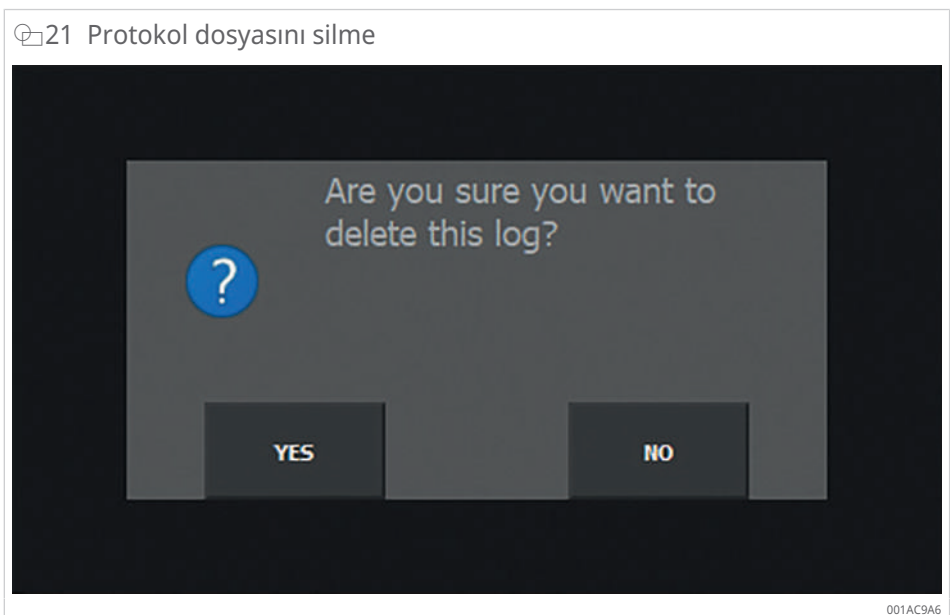 21 Protokol dosyasını silme
Are you sure you want to
delete this log?
?
YES
NO
001AC9A6